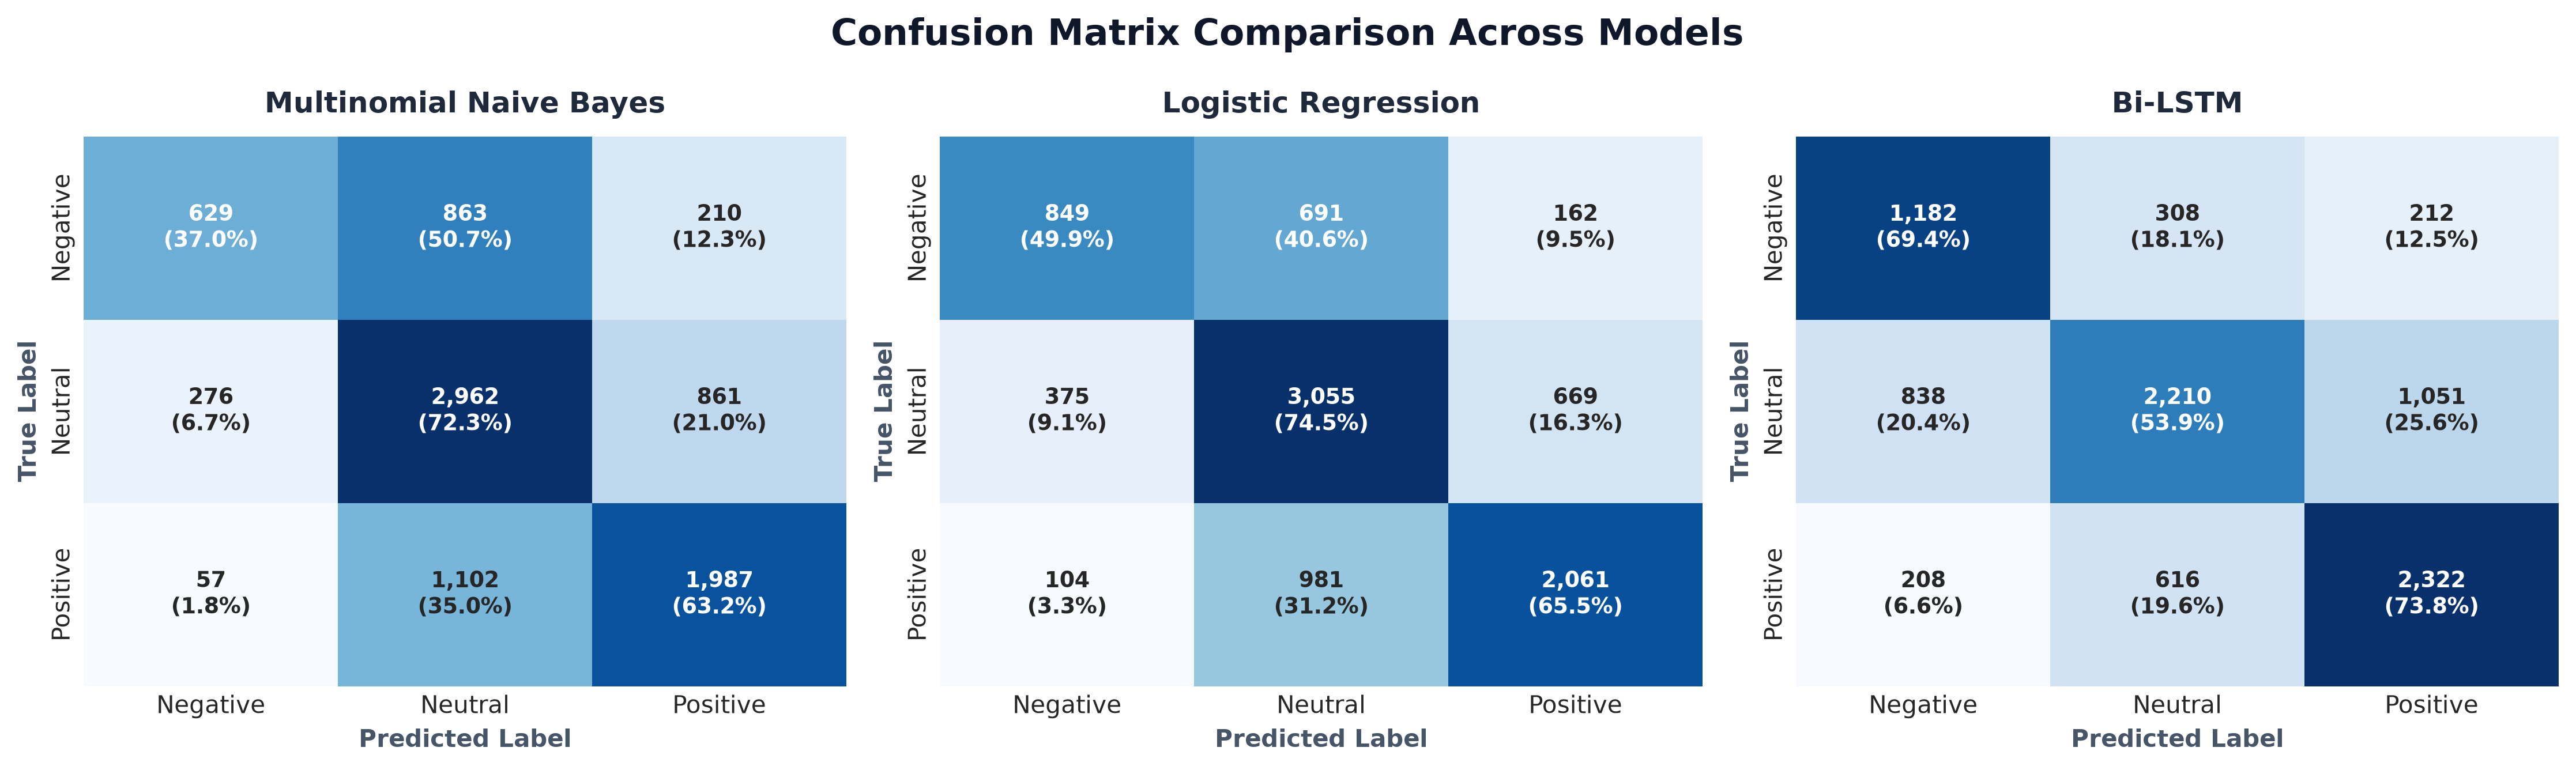 Confusion Matrix Comparison Across Models
Multinomial Naive Bayes
True Label
Negative
Neutral
Positive
629
(37.0%)
863
(50.7%)
210
(12.3%)
276
(6.7%)
2,962
(72.3%)
861
(21.0%)
57
(1.8%)
1,102
(35.0%)
1,987
(63.2%)
Negative
Neutral
Positive
Predicted Label
Logistic Regression
True Label
Negative
Neutral
Positive
849
(49.9%)
691
(40.6%)
162
(9.5%)
375
(9.1%)
3,055
(74.5%)
669
(16.3%)
104
(3.3%)
981
(31.2%)
2,061
(65.5%)
Negative
Neutral
Positive
Predicted Label
Bi-LSTM
True Label
Negative
Neutral
Positive
1,182
(69.4%)
308
(18.1%)
212
(12.5%)
838
(20.4%)
2,210
(53.9%)
1,051
(25.6%)
208
(6.6%)
616
(19.6%)
2,322
(73.8%)
Negative
Neutral
Positive
Predicted Label